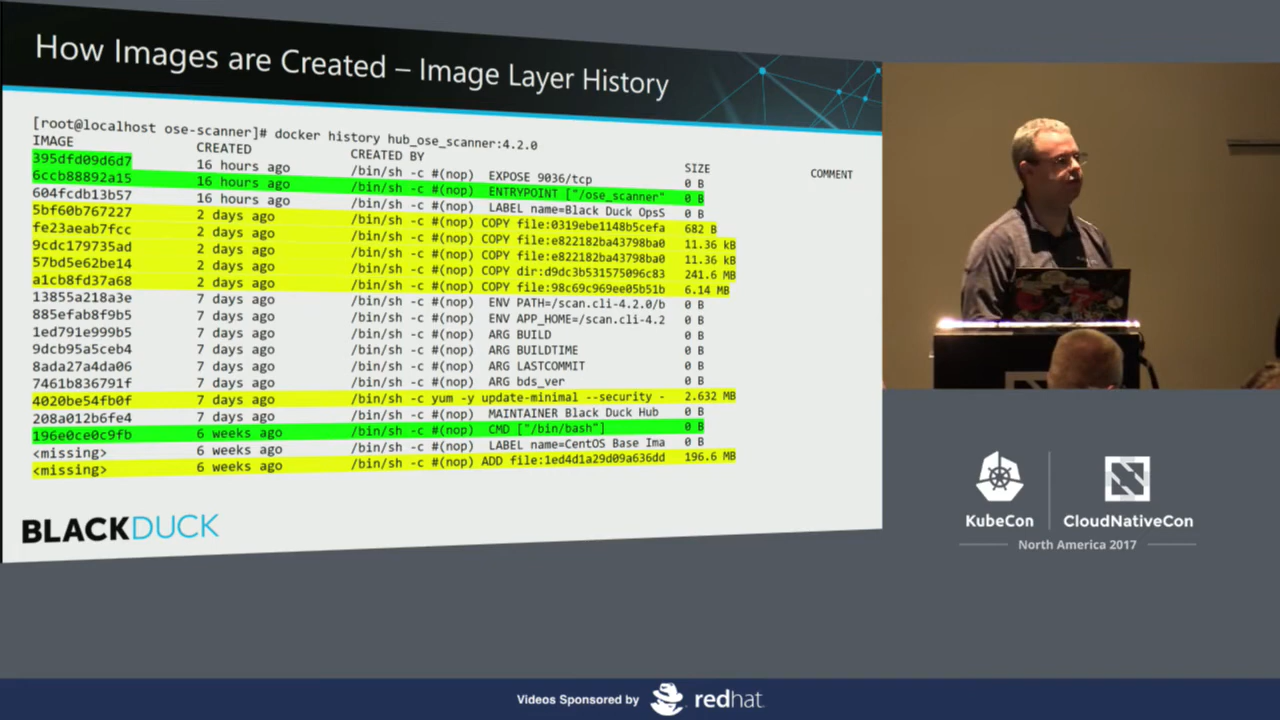 How Images are Created – Image Layer History
[root@localhost ose-scanner]# docker history hub_ose_scanner:4.2.0
IMAGE CREATED CREATED BY SIZE COMMENT
395dfd09d6d7 16 hours ago /bin/sh -c #(nop) EXPOSE 9036/tcp 0 B
6ccb88892a15 16 hours ago /bin/sh -c #(nop) ENTRYPOINT ["/ose_scanner" 0 B
604fcdb13b57 16 hours ago /bin/sh -c #(nop) LABEL name=Black Duck OpsS 0 B
5bf60b767227 2 days ago /bin/sh -c #(nop) COPY file:0319ebe1148b5cefa 682 B
fe23aeab7fcc 2 days ago /bin/sh -c #(nop) COPY file:e822182ba43798ba0 11.36 kB
9cdc179735ad 2 days ago /bin/sh -c #(nop) COPY file:e822182ba43798ba0 11.36 kB
57bd5e62be14 2 days ago /bin/sh -c #(nop) COPY dir:d9dc3b531575096c83 241.6 MB
a1cb8fd37a68 2 days ago /bin/sh -c #(nop) COPY file:98c69c969ee05b51b 6.14 MB
13855a218a3e 7 days ago /bin/sh -c #(nop) ENV PATH=/scan.cli-4.2.0/b 0 B
885efab8f9b5 7 days ago /bin/sh -c #(nop) ENV APP_HOME=/scan.cli-4.2 0 B
1ed791e999b5 7 days ago /bin/sh -c #(nop) ARG BUILD 0 B
9dcb95a5ceb4 7 days ago /bin/sh -c #(nop) ARG BUILDTIME 0 B
8ada27a4da06 7 days ago /bin/sh -c #(nop) ARG LASTCOMMIT 0 B
7461b836791f 7 days ago /bin/sh -c #(nop) ARG bds_ver 0 B
4020be54fb0f 7 days ago /bin/sh -c yum -y update-minimal --security - 2.632 MB
208a012b6fe4 7 days ago /bin/sh -c #(nop) MAINTAINER Black Duck Hub 0 B
196e0ce0c9fb 6 weeks ago /bin/sh -c #(nop) CMD ["/bin/bash"] 0 B
<missing> 6 weeks ago /bin/sh -c #(nop) LABEL name=CentOS Base Ima 0 B
<missing> 6 weeks ago /bin/sh -c #(nop) ADD file:1ed4d1a29d09a636dd 196.6 MB
BLACKDUCK
KubeCon CloudNativeCon
North America 2017
Videos Sponsored by redhat